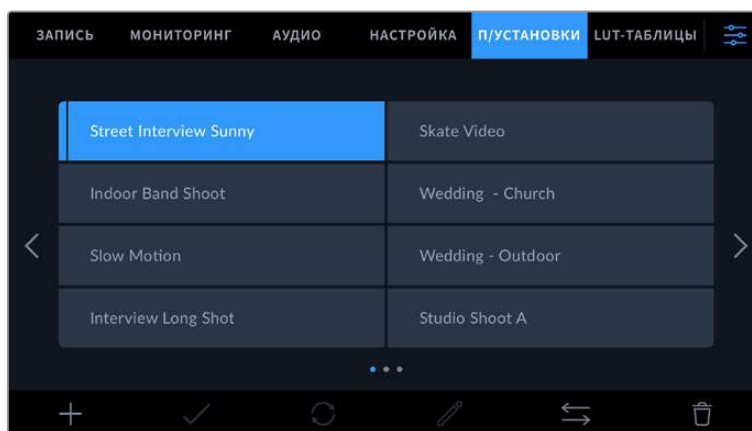 ЗАПИСЬ МОНИТОРИНГ АУДИО НАСТРОЙКА П/УСТАНОВКИ LUT-ТАБЛИЦЫ
Street Interview Sunny Skate Video
Indoor Band Shoot Wedding - Church
Slow Motion Wedding - Outdoor
Interview Long Shot Studio Shoot A